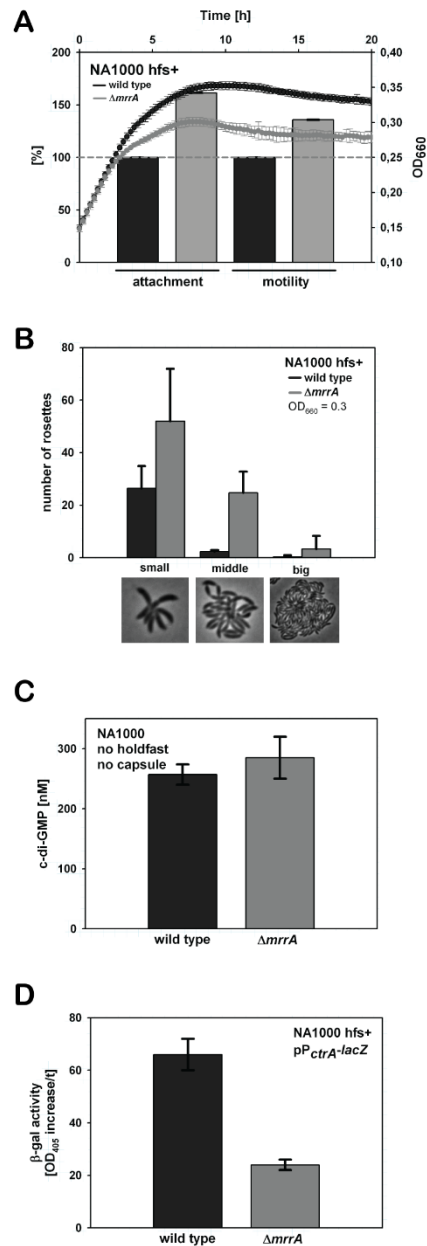 A
Time [h]
0 5 10 15 20
200 0,40
NA1000 hfs+
wild type
ΔmrrA
150 0,35
[%] 100 0,30
0,25 OD660
50 0,20
0,15
0 0,10
attachment motility
B
80
NA1000 hfs+
wild type
ΔmrrA
OD660 = 0.3
60
number of rosettes
40
20
0
small middle big
C
NA1000
no holdfast
no capsule
300
c-di-GMP [nM]
200
100
0
wild type ΔmrrA
D
80
NA1000 hfs+
pPctrA-lacZ
60
β-gal activity
[OD405 increase/t]
40
20
0
wild type ΔmrrA